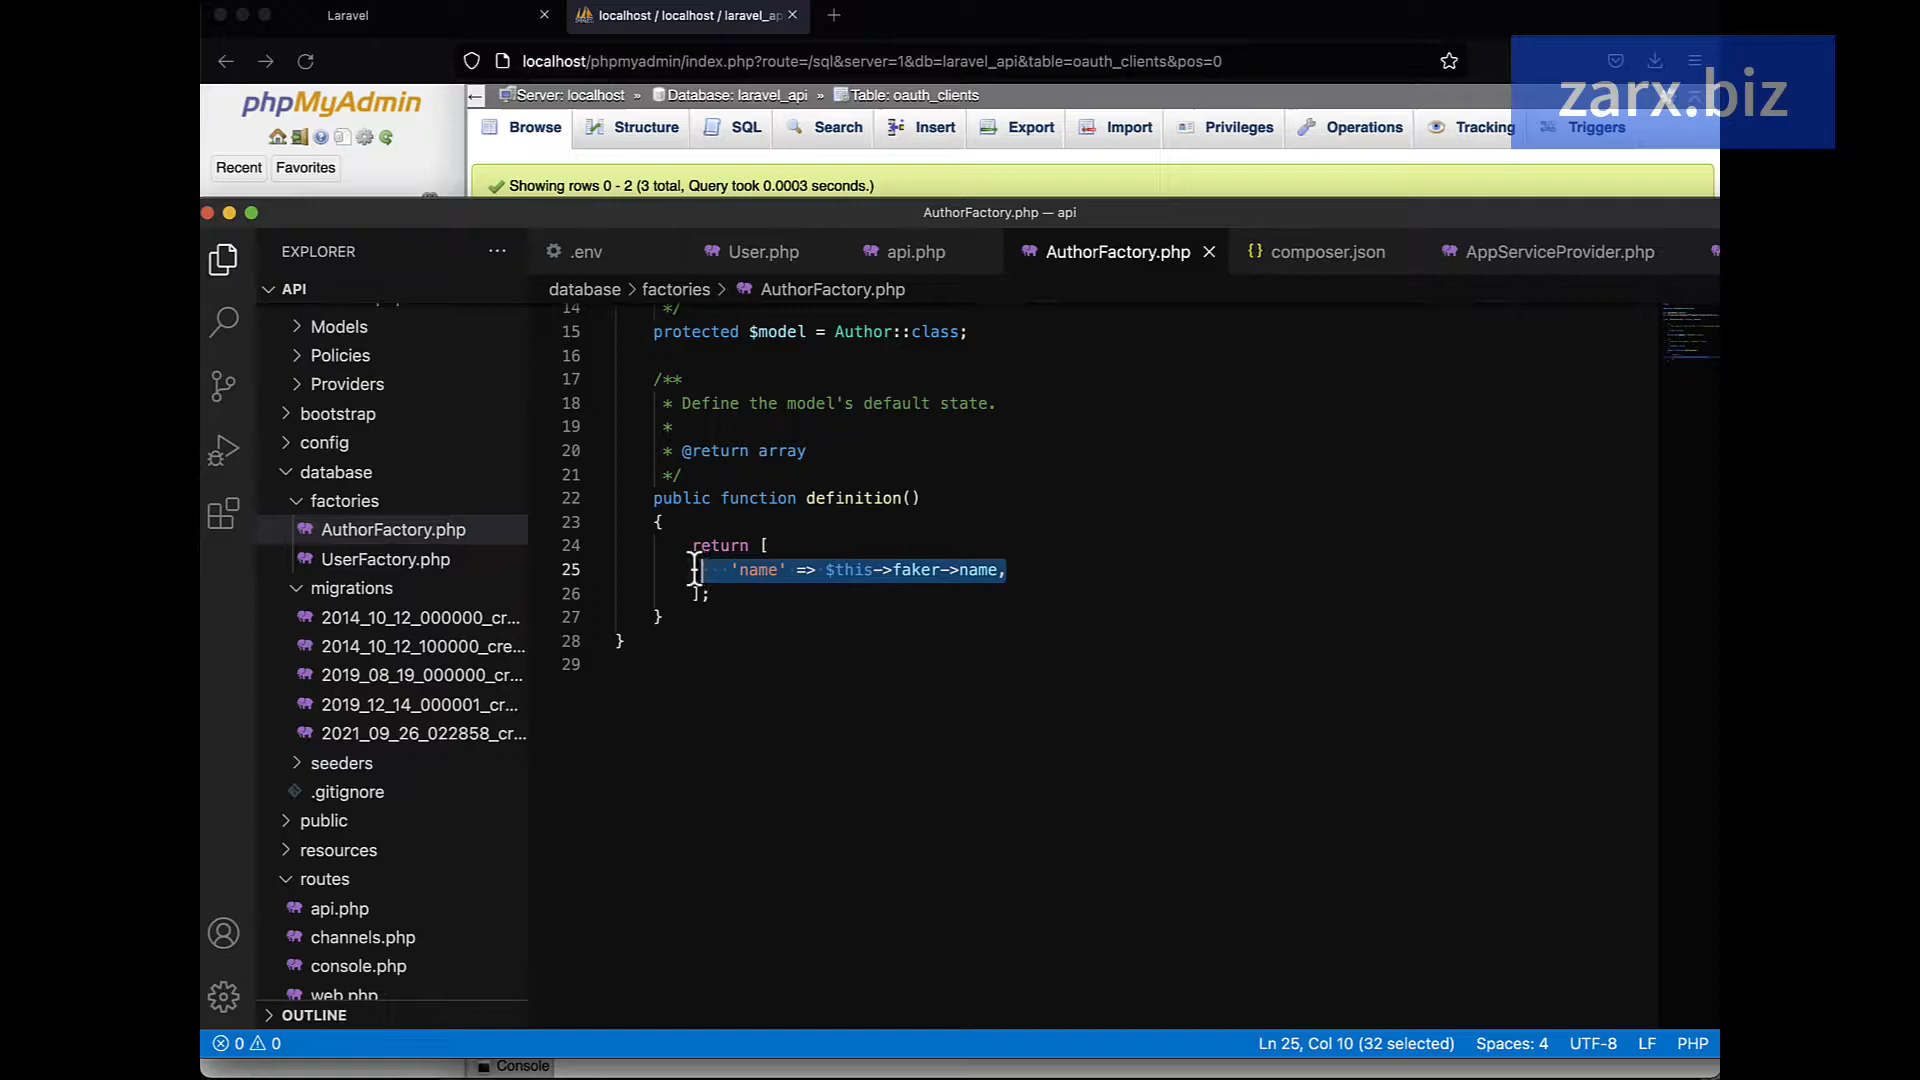 Laravel
localhost / localhost / laravel_ap
localhost/phpmyadmin/index.php?route=/sql&server=1&db=laravel_api&table=oauth_clients&pos=0
zarx.biz
phpMyAdmin
Server: localhost » Database: laravel_api » Table: oauth_clients
Browse Structure SQL Search Insert Export Import Privileges Operations Tracking Triggers
Recent Favorites
Showing rows 0 - 2 (3 total, Query took 0.0003 seconds.)
AuthorFactory.php — api
EXPLORER ...
.env User.php api.php AuthorFactory.php {} composer.json AppServiceProvider.php
API
database > factories > AuthorFactory.php
Models
Policies
Providers
bootstrap
config
database
factories
AuthorFactory.php
UserFactory.php
migrations
2014_10_12_000000_cr...
2014_10_12_100000_cre...
2019_08_19_000000_cr...
2019_12_14_000001_cr...
2021_09_26_022858_cr...
seeders
.gitignore
public
resources
routes
api.php
channels.php
console.php
web.php
OUTLINE
14 */
15 protected $model = Author::class;
16
17 /**
18 * Define the model's default state.
19 *
20 * @return array
21 */
22 public function definition()
23 {
24 return [
25 'name' => $this->faker->name,
26 ];
27 }
28 }
29
0 0
Ln 25, Col 10 (32 selected) Spaces: 4 UTF-8 LF PHP
Console